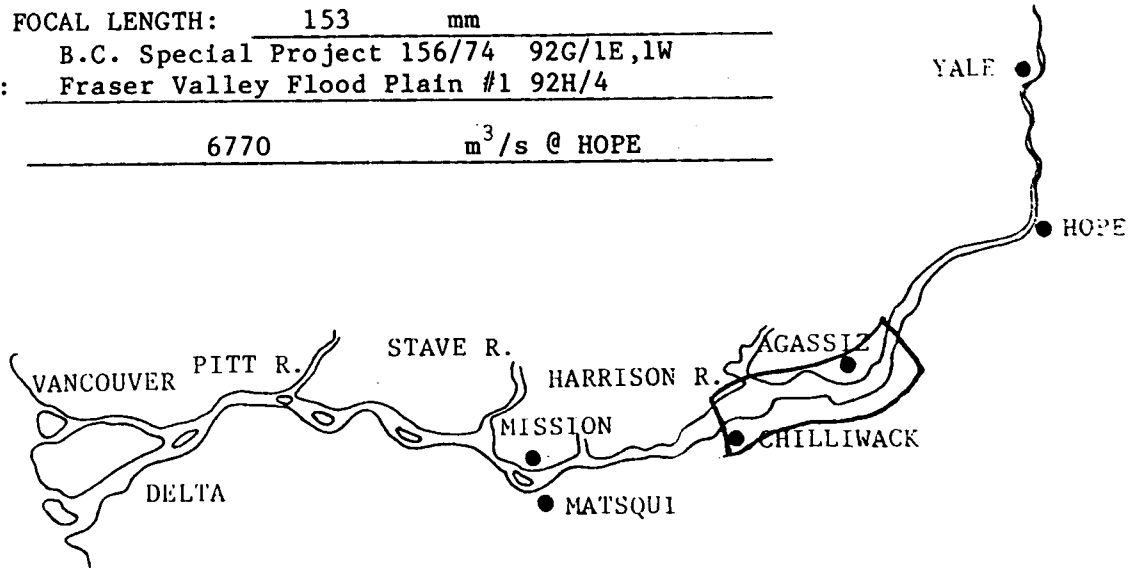 FOCAL LENGTH: 153 mm
B.C. Special Project 156/74 92G/1E,1W
: Fraser Valley Flood Plain #1 92H/4
6770 m³/s @ HOPE
YALE
HOPE
AGASSIZ
STAVE R.
PITT R.
VANCOUVER
HARRISON R.
MISSION
CHILLIWACK
DELTA
MATSQUI